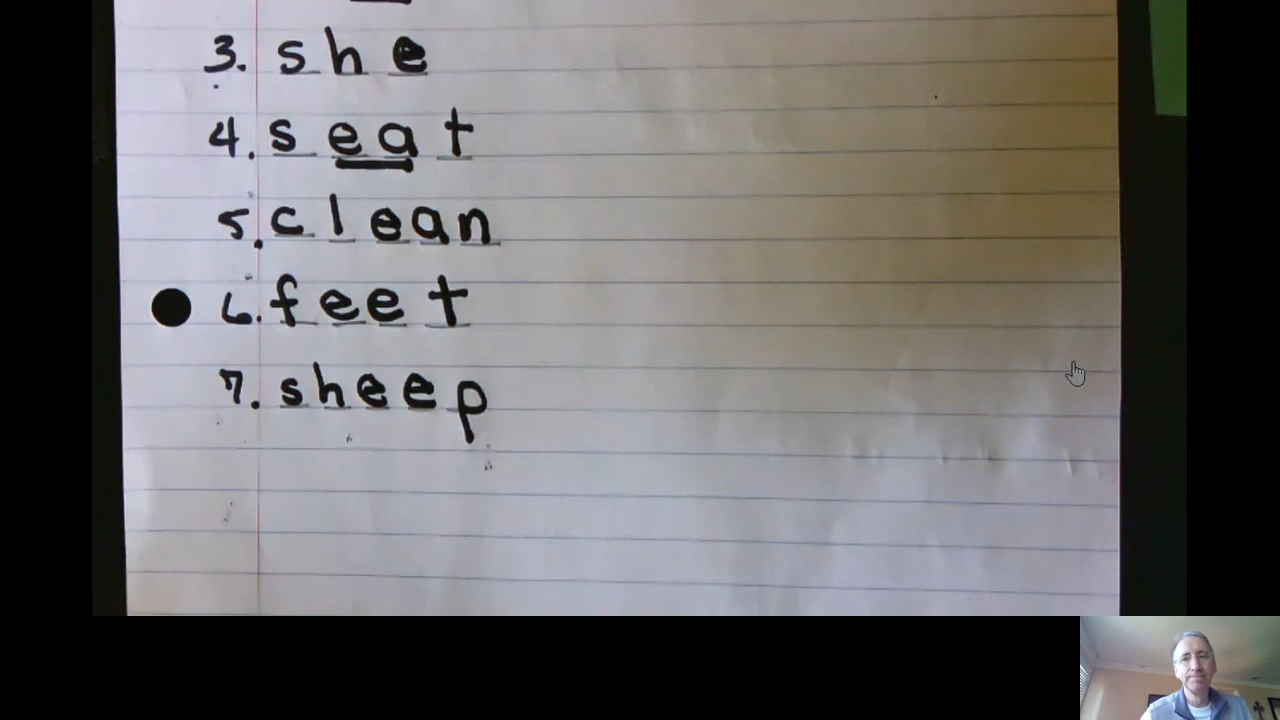 3. she
4. seat
5. clean
6. feet
7. sheep